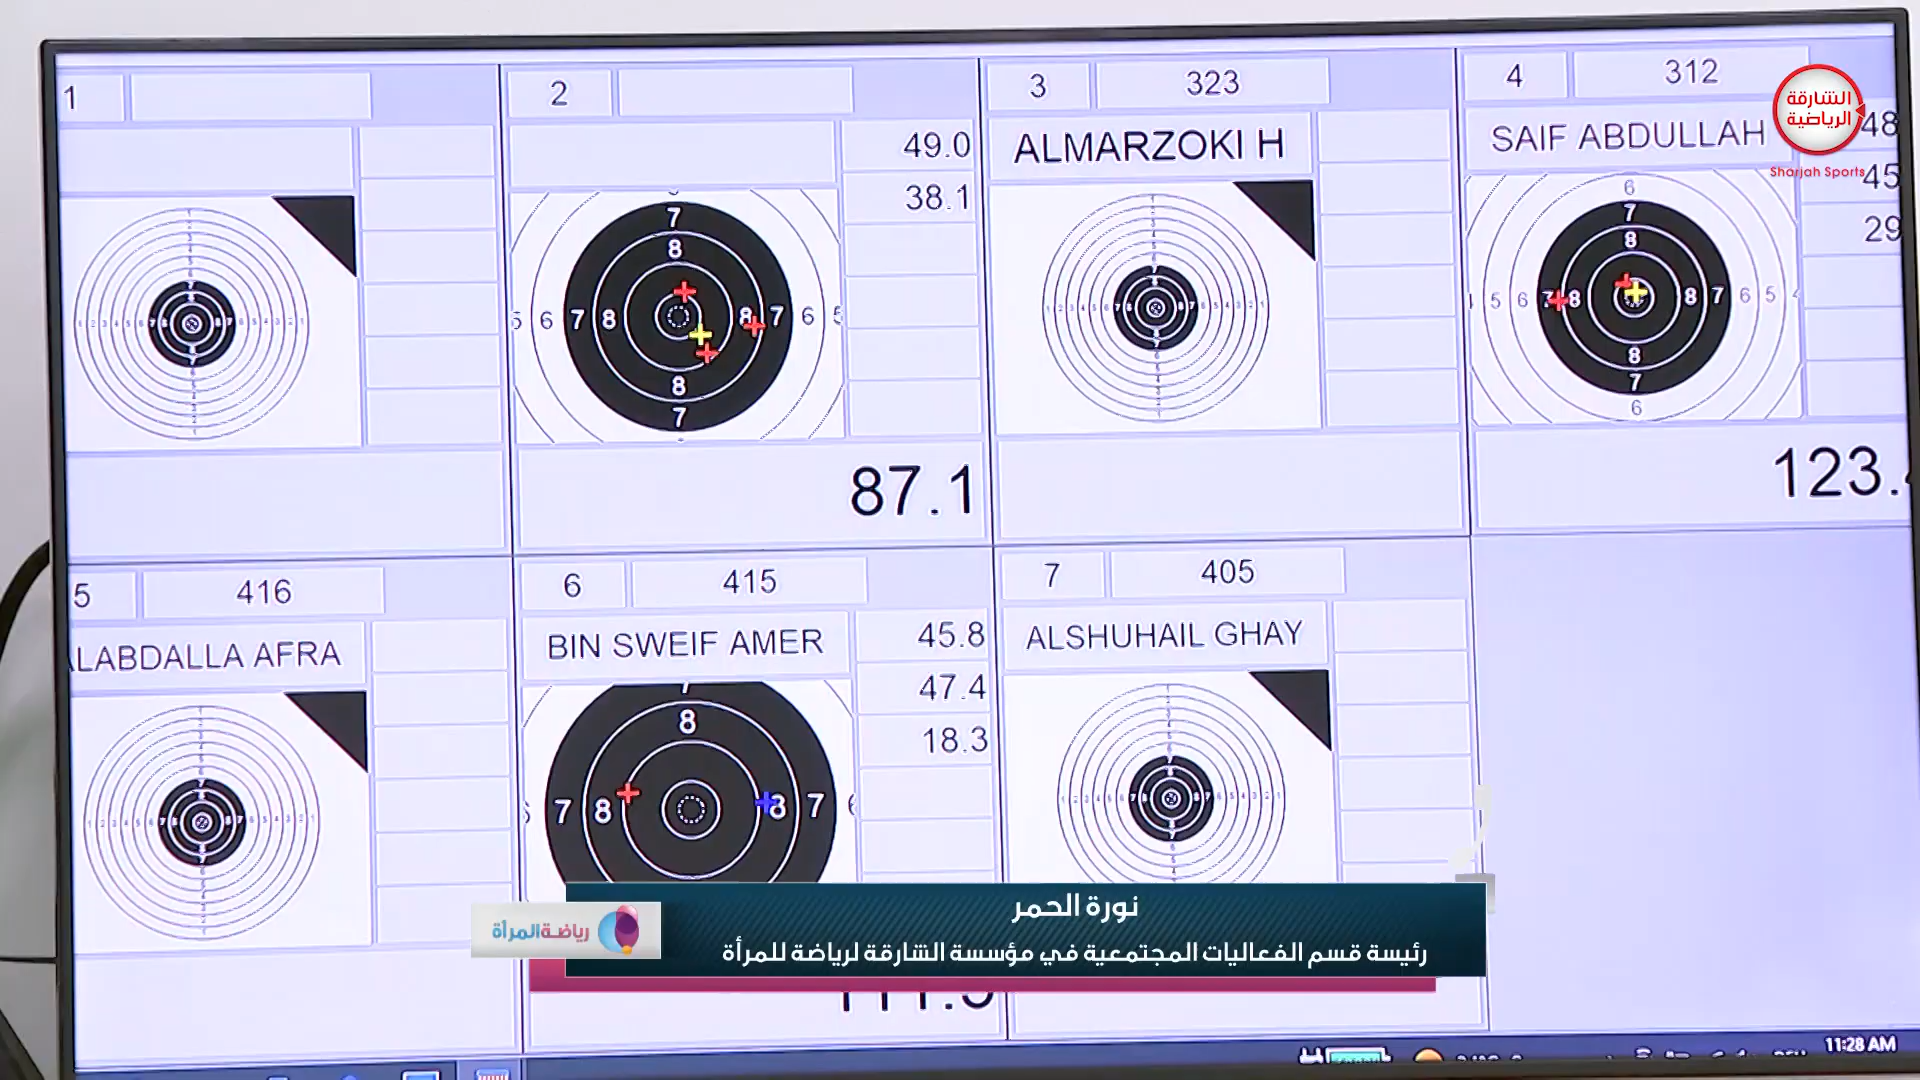 1
2
49.0
38.1
87.1
3
323
ALMARZOKI H
4
312
SAIF ABDULLAH
48
45
29
123.
الشارقة
الرياضية
Sharjah Sports
5
416
LABDALLA AFRA
6
415
BIN SWEIF AMER
45.8
47.4
18.3
7
405
ALSHUHAIL GHAY
نورة الحمر
رئيسة قسم الفعاليات المجتمعية في مؤسسة الشارقة لرياضة للمرأة
رياضة المرأة
11:28 AM